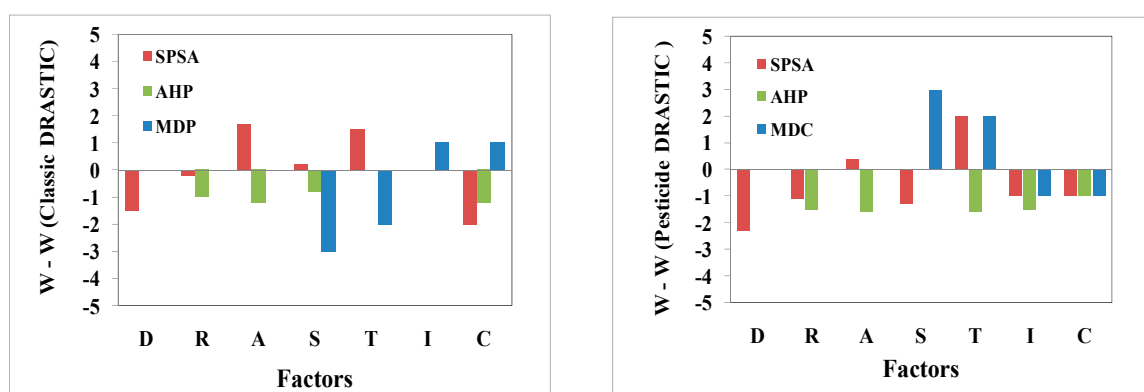 W - W (Classic DRASTIC)
5
4
3
2
1
0
-1
-2
-3
-4
-5
SPSA
AHP
MDP
D R A S T I C
Factors
W - W (Pesticide DRASTIC )
5
4
3
2
1
0
-1
-2
-3
-4
-5
SPSA
AHP
MDC
D R A S T I C
Factors